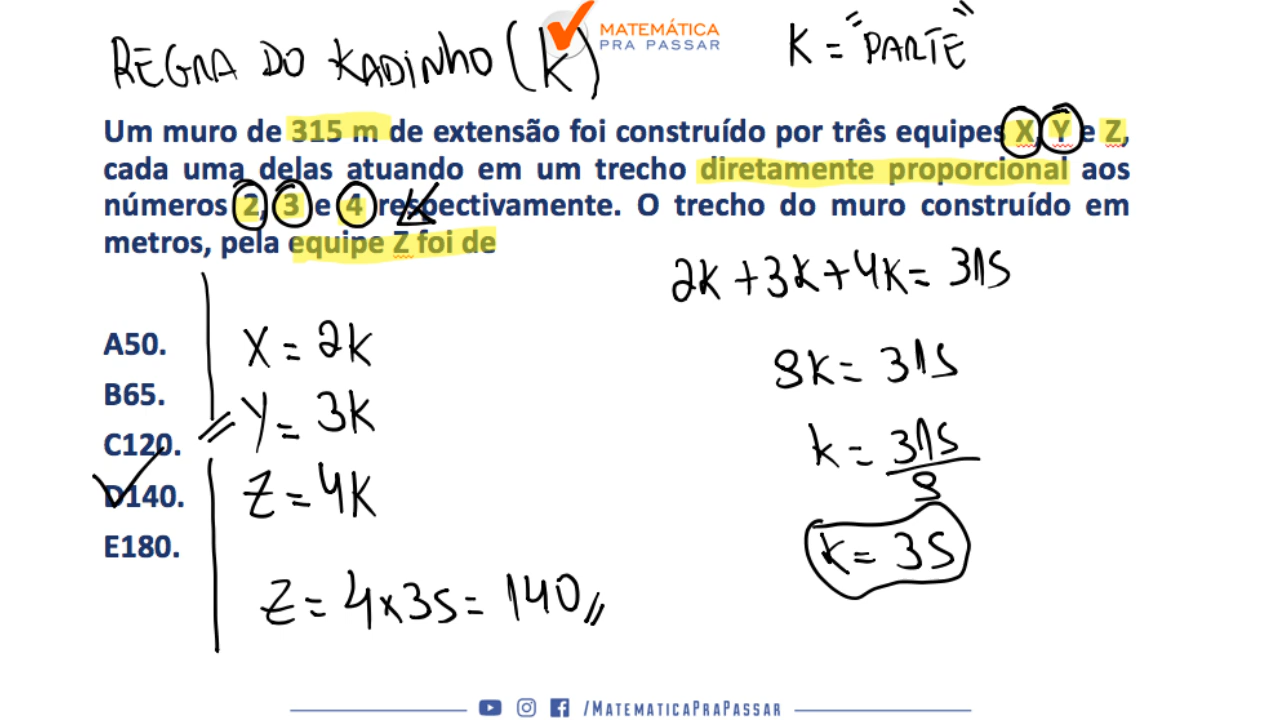 MATEMÁTICA
PRA PASSAR
REGRA DO KADINHO (K)
K = "PARTE"
Um muro de 315 m de extensão foi construído por três equipes X, Y e Z,
cada uma delas atuando em um trecho diretamente proporcional aos
números 2, 3 e 4 respectivamente. O trecho do muro construído em
metros, pela equipe Z foi de
A50.
B65.
C120.
D140.
E180.
X = 2K
Y = 3K
Z = 4K
Z = 4x35 = 140
2K + 3K + 4K = 315
9K = 315
K = 315
9
K = 35
/MATEMATICAPRAPASSAR